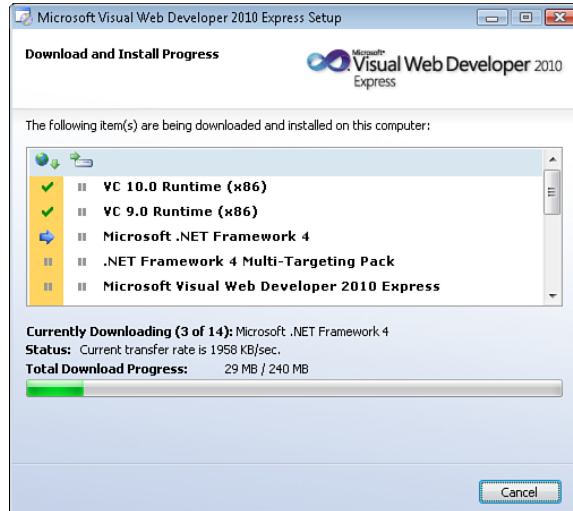 Microsoft Visual Web Developer 2010 Express Setup
Download and Install Progress
Microsoft®
Visual Web Developer 2010
Express
The following item(s) are being downloaded and installed on this computer:
VC 10.0 Runtime (x86)
VC 9.0 Runtime (x86)
Microsoft .NET Framework 4
.NET Framework 4 Multi-Targeting Pack
Microsoft Visual Web Developer 2010 Express
Currently Downloading (3 of 14): Microsoft .NET Framework 4
Status: Current transfer rate is 1958 KB/sec.
Total Download Progress: 29 MB / 240 MB
Cancel